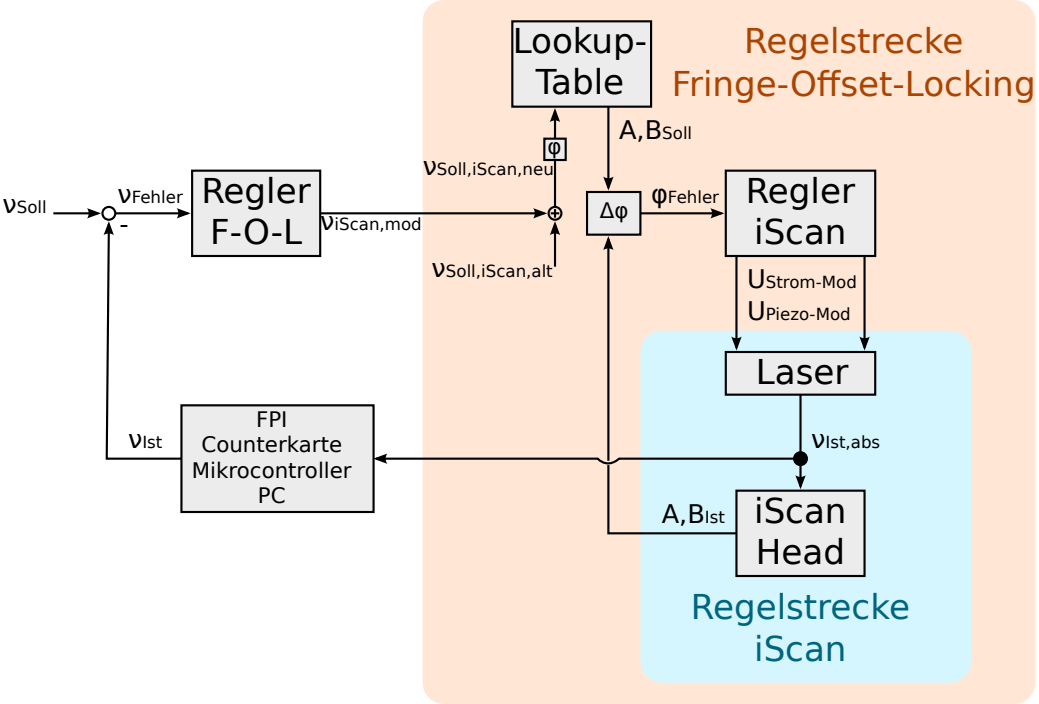 Lookup-
Table
Regelstrecke
Fringe-Offset-Locking
A,BSoll
φ
νSoll,iScan,neu
νSoll
νFehler
-
Regler
F-O-L
νiScan,mod
+
νSoll,iScan,alt
Δφ
φFehler
Regler
iScan
UStrom-Mod
UPiezo-Mod
Laser
νIst,abs
FPI
Counterkarte
Mikrocontroller
PC
νIst
A,BIst
iScan
Head
Regelstrecke
iScan